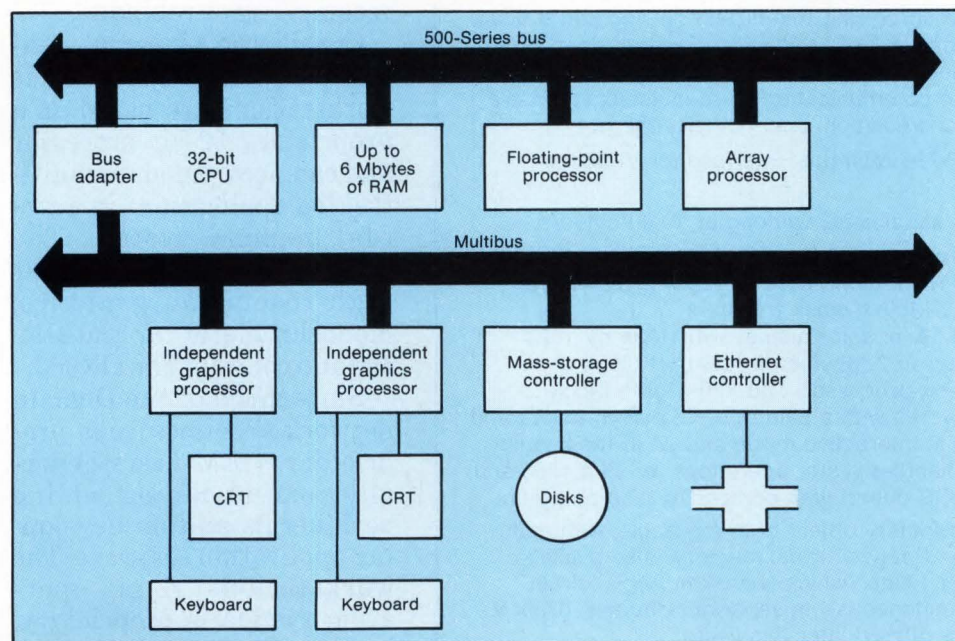 500-Series bus
Bus
adapter
32-bit
CPU
Up to
6 Mbytes
of RAM
Floating-point
processor
Array
processor
Multibus
Independent
graphics
processor
Independent
graphics
processor
Mass-storage
controller
Ethernet
controller
CRT
CRT
Disks
Keyboard
Keyboard